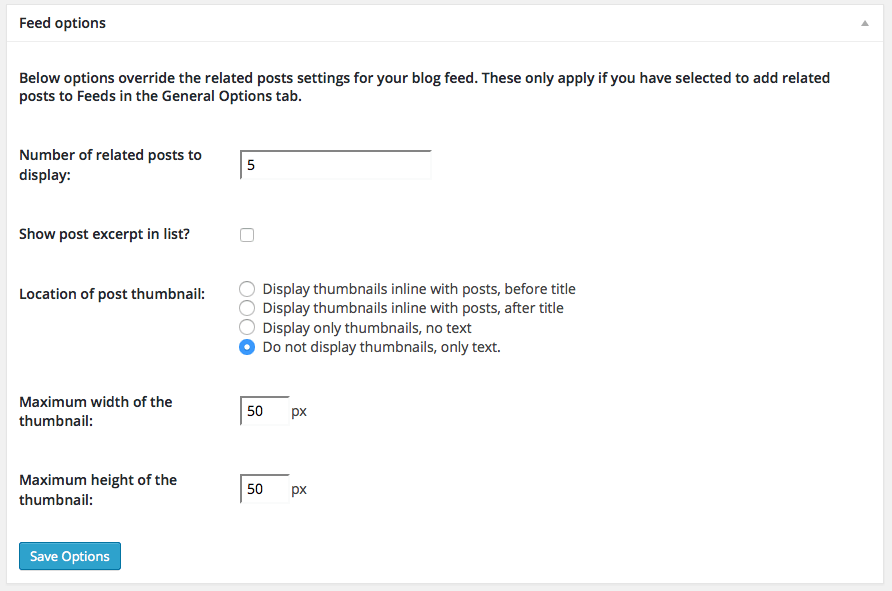 Feed options
Below options override the related posts settings for your blog feed. These only apply if you have selected to add related
posts to Feeds in the General Options tab.
Number of related posts to
display:
5
Show post excerpt in list?
Location of post thumbnail:
Display thumbnails inline with posts, before title
Display thumbnails inline with posts, after title
Display only thumbnails, no text
Do not display thumbnails, only text.
Maximum width of the
thumbnail:
50 px
Maximum height of the
thumbnail:
50 px
Save Options